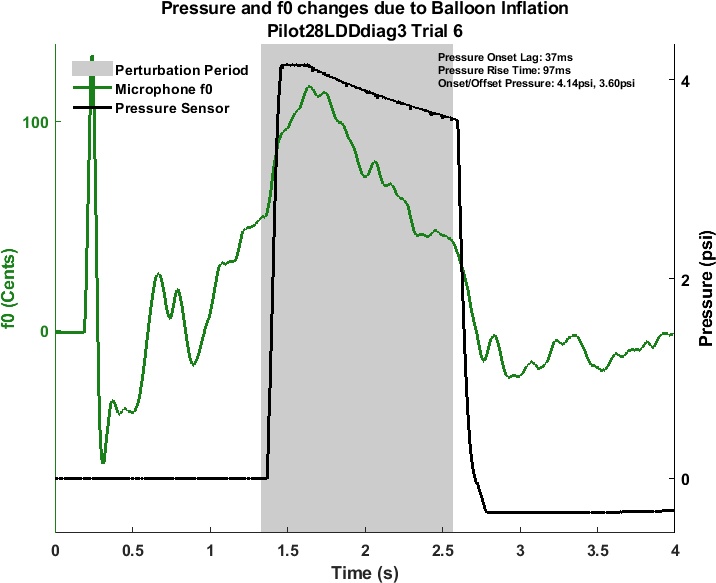 Pressure and f0 changes due to Balloon Inflation
Pilot28LDDdiag3 Trial 6
Pressure Onset Lag: 37ms
Pressure Rise Time: 97ms
Onset/Offset Pressure: 4.14psi, 3.60psi
Perturbation Period
Microphone f0
Pressure Sensor
100
0
f0 (Cents)
4
2
0
Pressure (psi)
0
0.5
1
1.5
2
2.5
3
3.5
4
Time (s)